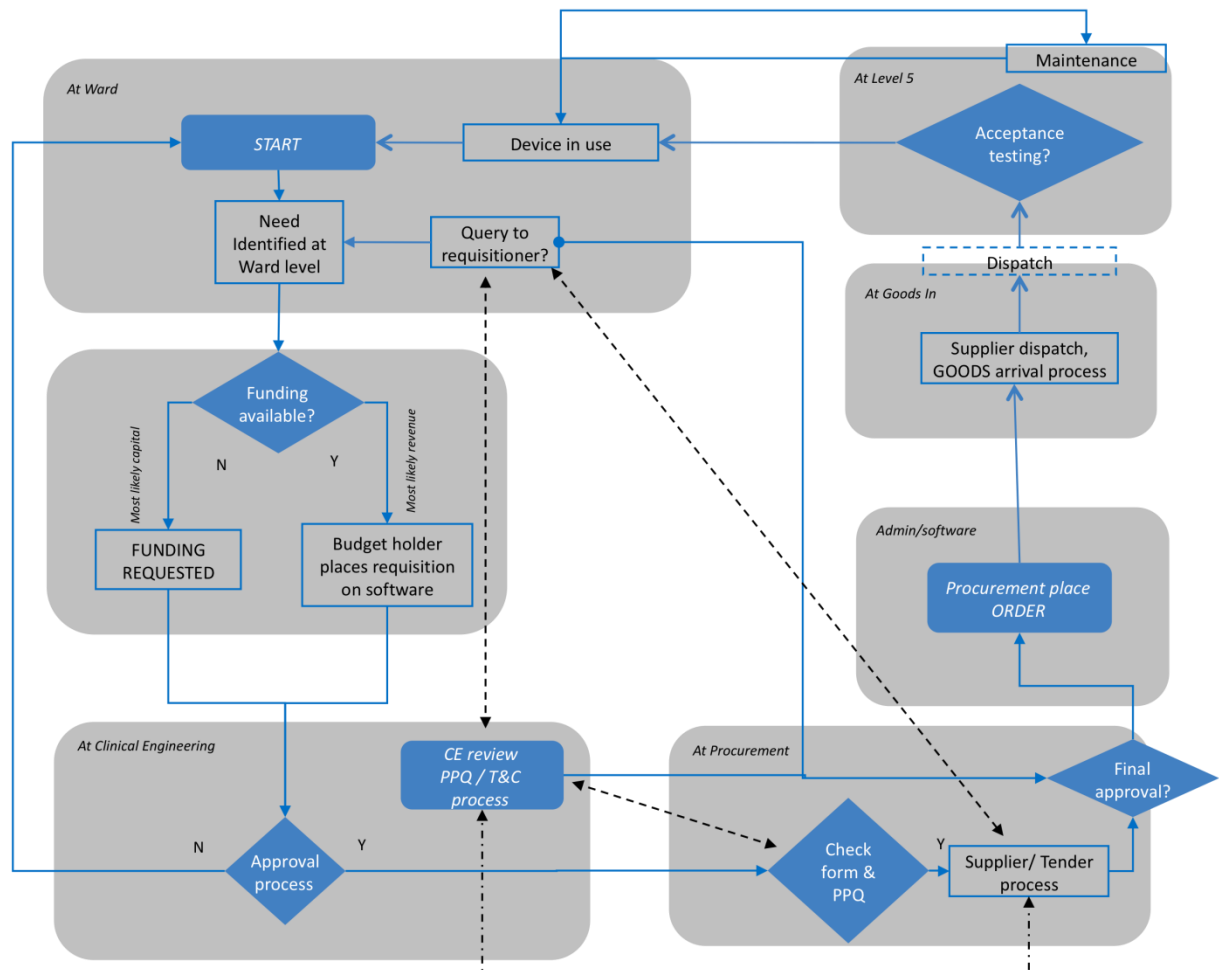 Maintenance
At Level 5
At Ward
START
Device in use
Acceptance
testing?
Need
Identified at
Ward level
Query to
requisitioner?
Dispatch
At Goods In
Supplier dispatch,
GOODS arrival process
Funding
available?
Most likely capital
N
Y
Most likely revenue
FUNDING
REQUESTED
Budget holder
places requisition
on software
Admin/software
Procurement place
ORDER
At Clinical Engineering
CE review
PPQ / T&C
process
At Procurement
Final
approval?
N
Approval
process
Y
Check
form &
PPQ
Y
Supplier/ Tender
process